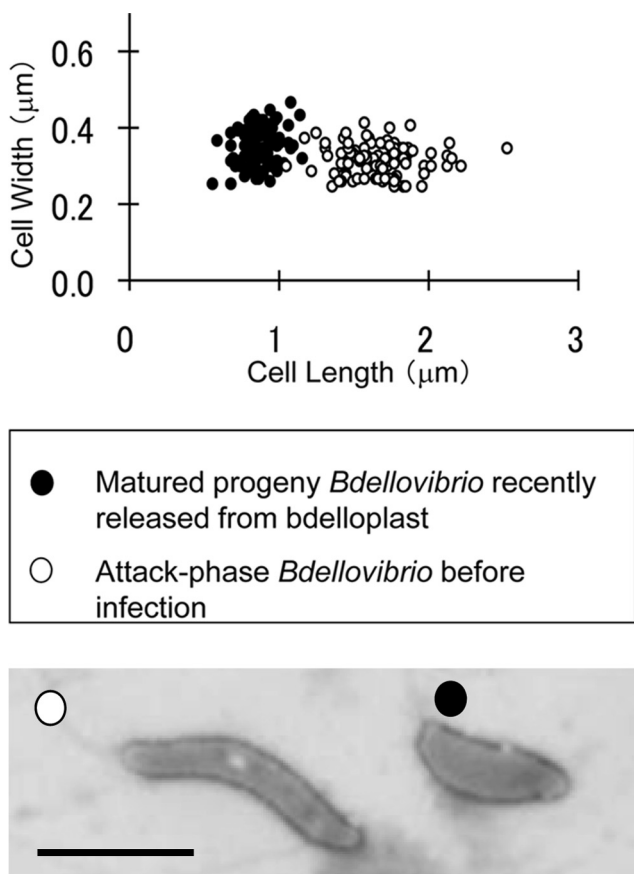 0.6
0.4
0.2
0.0
Cell Width (μm)
0 1 2 3
Cell Length (μm)
Matured progeny Bdellovibrio recently
released from bdelloplast
Attack-phase Bdellovibrio before
infection